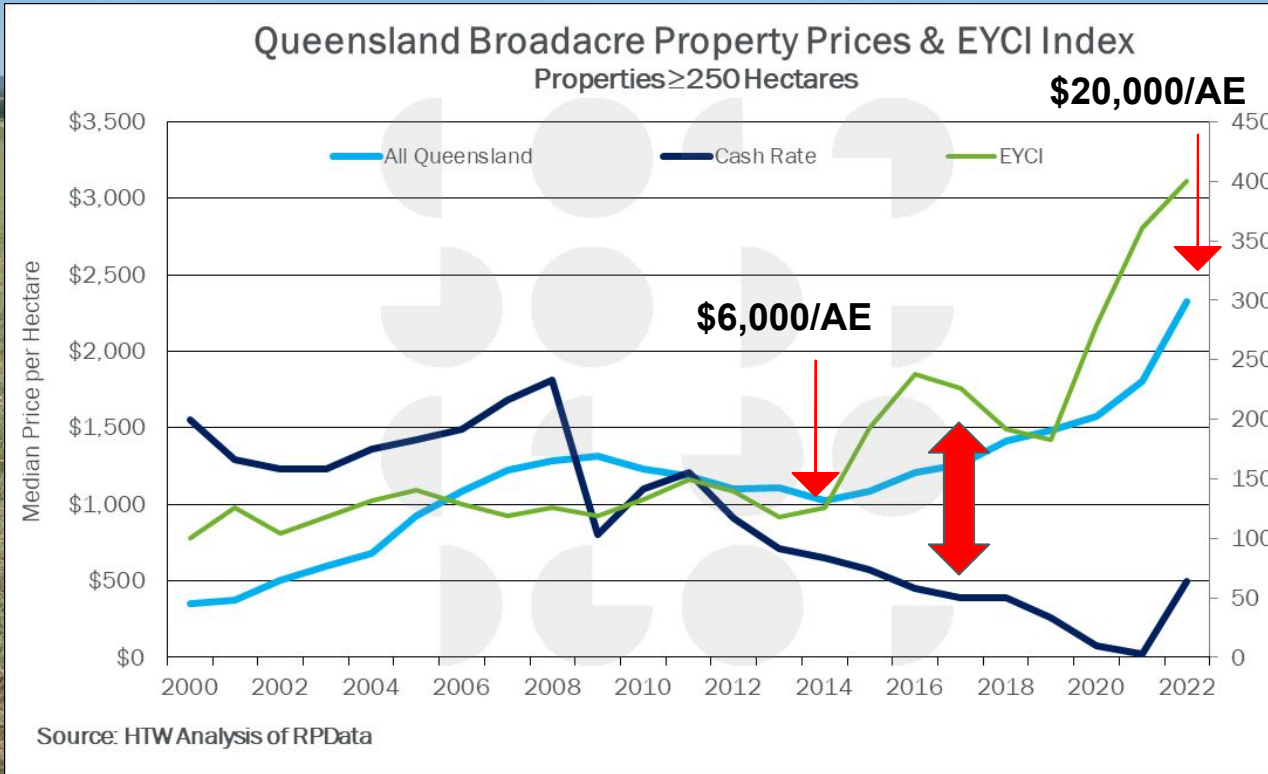 Queensland Broadacre Property Prices & EYCI Index
Properties≥250 Hectares
$20,000/AE
$6,000/AE
All Queensland
Cash Rate
EYCI
Median Price per Hectare
$3,500
$3,000
$2,500
$2,000
$1,500
$1,000
$500
$0
450
400
350
300
250
200
150
100
50
0
2000 2002 2004 2006 2008 2010 2012 2014 2016 2018 2020 2022
Source: HTW Analysis of RPData